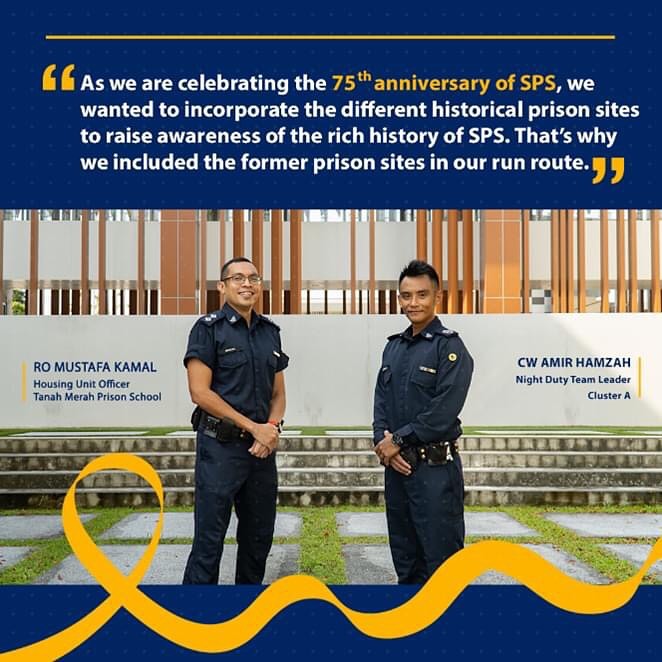 “ As we are celebrating the 75th anniversary of SPS, we
wanted to incorporate the different historical prison sites
to raise awareness of the rich history of SPS. That’s why
we included the former prison sites in our run route. ”
RO MUSTAFA KAMAL
Housing Unit Officer
Tanah Merah Prison School
CW AMIR HAMZAH
Night Duty Team Leader
Cluster A